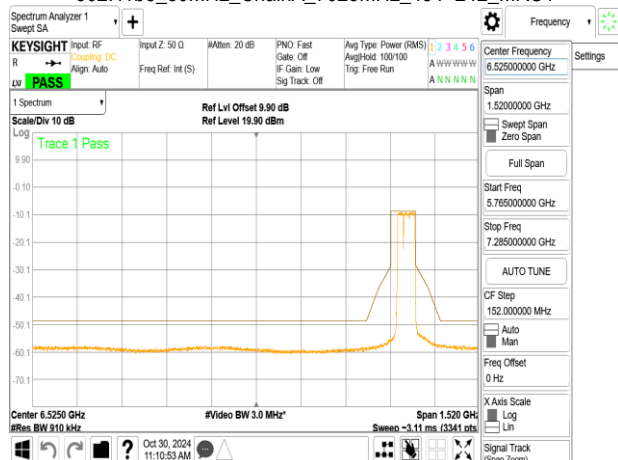 Spectrum Analyzer 1
Swept SA
Frequency
Settings
KEYSIGHT
R
LXI
PASS
Input: RF
Coupling: DC
Align: Auto
Input Z: 50 Ω
Freq Ref: Int (S)
#Atten: 20 dB
PNO: Fast
Gate: Off
IF Gain: Low
Sig Track: Off
Avg Type: Power (RMS)
Avg|Hold: 100/100
Trig: Free Run
1 2 3 4 5 6
A W W W W W
A N N N N N
1 Spectrum
Scale/Div 10 dB
Ref Lvl Offset 9.90 dB
Ref Level 19.90 dBm
Log
Trace 1 Pass
9.90
-0.10
-10.1
-20.1
-30.1
-40.1
-50.1
-60.1
-70.1
Center 6.5250 GHz
#Video BW 3.0 MHz*
Span 1.520 GHz
#Res BW 910 kHz
Sweep ~3.11 ms (3341 pts)
Oct 30, 2024
11:10:53 AM
Center Frequency
6.525000000 GHz
Span
1.52000000 GHz
Swept Span
Zero Span
Full Span
Start Freq
5.765000000 GHz
Stop Freq
7.285000000 GHz
AUTO TUNE
CF Step
152.000000 MHz
Auto
Man
Freq Offset
0 Hz
X Axis Scale
Log
Lin
Signal Track
(Span Zoom)